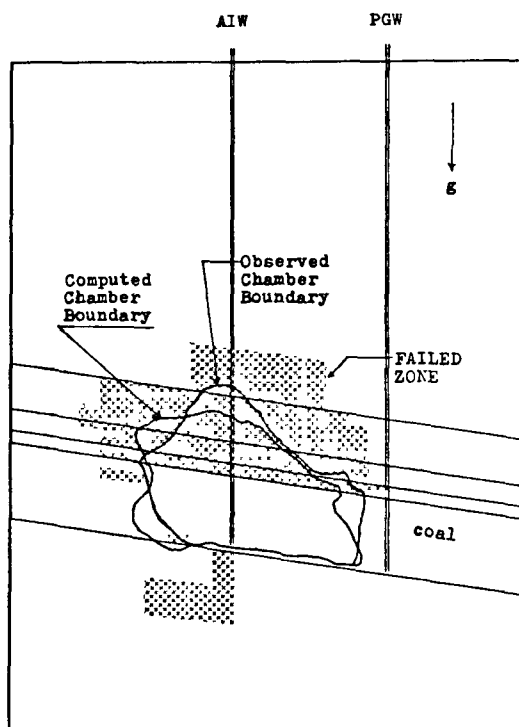 AIW
PGW
g
Observed
Chamber
Boundary
Computed
Chamber
Boundary
FAILED
ZONE
coal